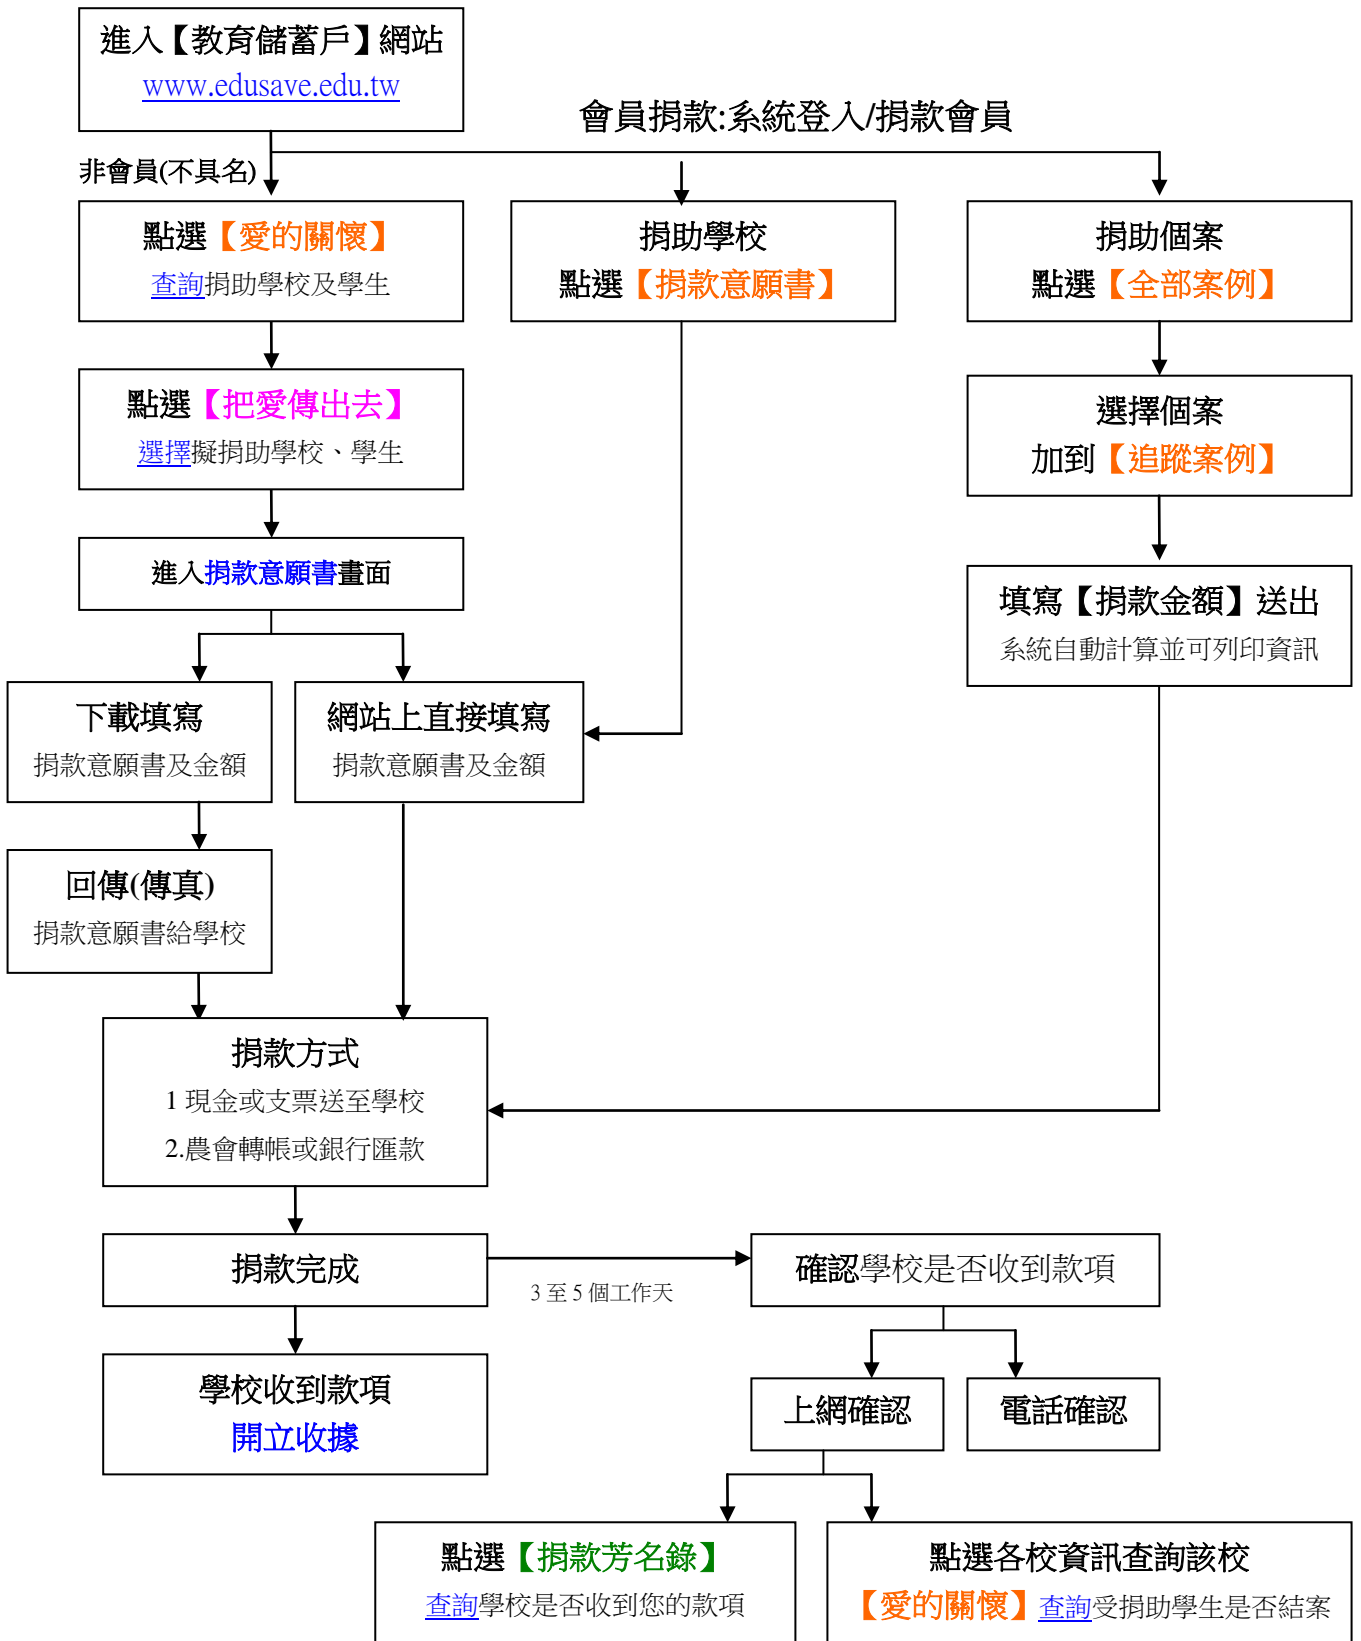 進入【教育儲蓄戶】網站
www.edusave.edu.tw
會員捐款:系統登入/捐款會員
非會員(不具名)
點選【愛的關懷】
查詢捐助學校及學生
捐助學校
點選【捐款意願書】
捐助個案
點選【全部案例】
點選【把愛傳出去】
選擇擬捐助學校、學生
選擇個案
加到【追蹤案例】
進入捐款意願書畫面
填寫【捐款金額】送出
系統自動計算並可列印資訊
下載填寫
捐款意願書及金額
網站上直接填寫
捐款意願書及金額
回傳(傳真)
捐款意願書給學校
捐款方式
1 現金或支票送至學校
2.農會轉帳或銀行匯款
捐款完成
3 至 5 個工作天
確認學校是否收到款項
學校收到款項
開立收據
上網確認
電話確認
點選【捐款芳名錄】
查詢學校是否收到您的款項
點選各校資訊查詢該校
【愛的關懷】查詢受捐助學生是否結案